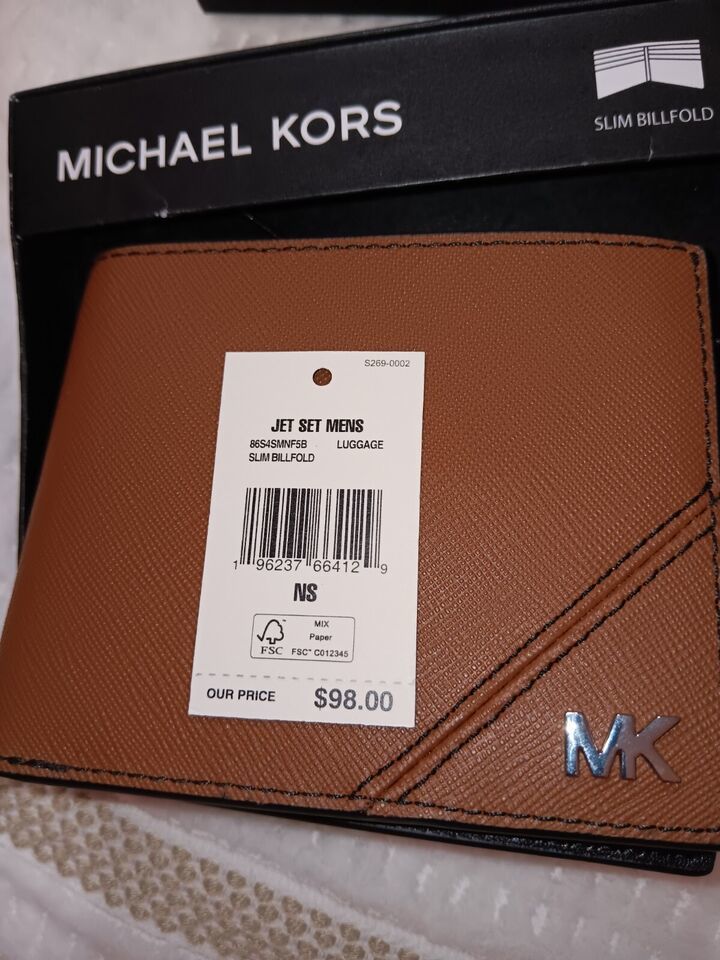 MICHAEL KORS
SLIM BILLFOLD
S269-0002
JET SET MENS
86S4SMNF5B LUGGAGE
SLIM BILLFOLD
1 96237 66412 9
NS
MIX
Paper
FSC FSC™ C012345
OUR PRICE $98.00
MK